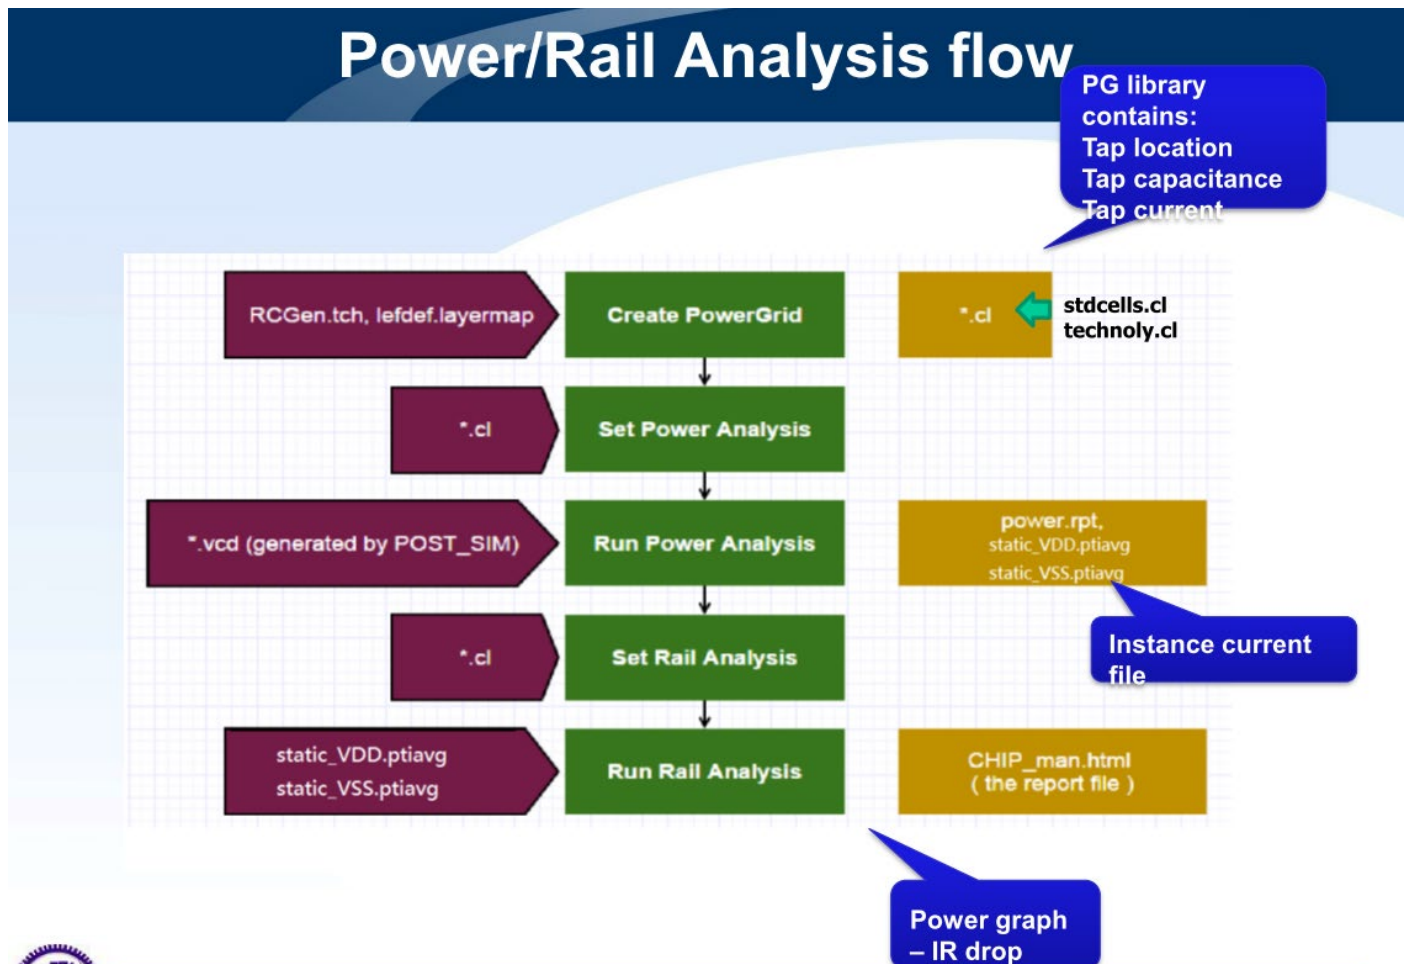 Power/Rail Analysis flow
PG library
contains:
Tap location
Tap capacitance
Tap current
RCGen.tch, lefdef.layermap
Create PowerGrid
*.cl
stdcells.cl
technoly.cl
*.cl
Set Power Analysis
*.vcd (generated by POST_SIM)
Run Power Analysis
power.rpt,
static_VDD.ptiavg
static_VSS.ptiavg
Instance current
file
*.cl
Set Rail Analysis
static_VDD.ptiavg
static_VSS.ptiavg
Run Rail Analysis
CHIP_man.html
( the report file )
Power graph
– IR drop